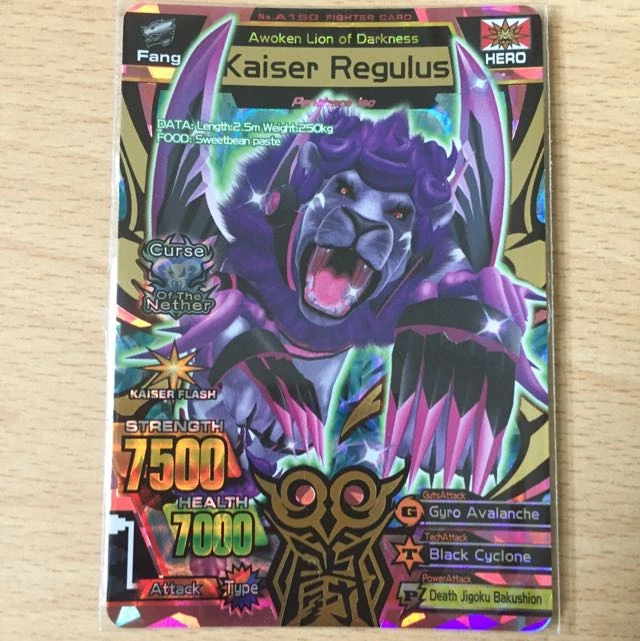 No. A150 FIGHTER CARD
Fang
Awoken Lion of Darkness
Kaiser Regulus
HERO
Panthera leo
DATA: Length:2.5m Weight:250kg
FOOD: Sweetbean paste
Curse
Of The
Nether
KAISER FLASH
STRENGTH
7500
HEALTH
7000
Attack Type
GutsAttack
G Gyro Avalanche
TechAttack
T Black Cyclone
PowerAttack
P Death Jigoku Bakushion